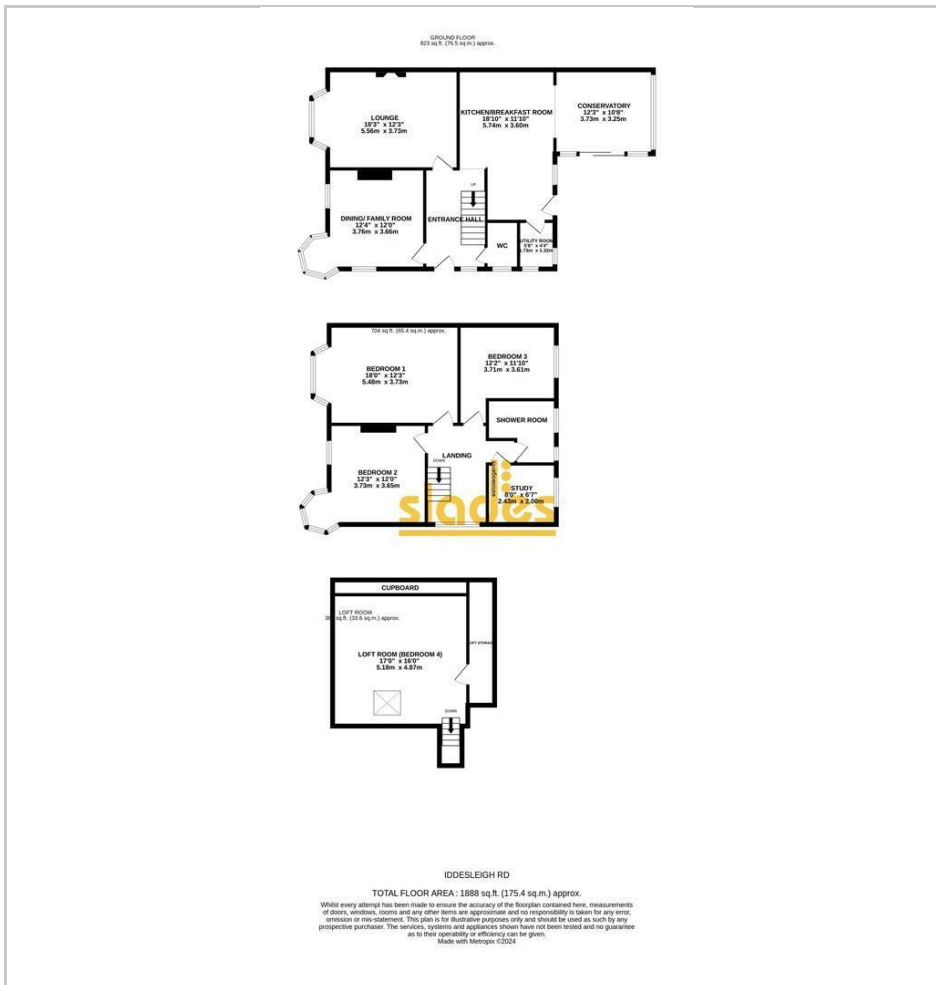 GROUND FLOOR
823 sq.ft. (76.5 sq.m.) approx.
LOUNGE
18'3" x 12'3"
5.56m x 3.73m
KITCHEN/BREAKFAST ROOM
18'10" x 11'10"
5.74m x 3.60m
CONSERVATORY
12'3" x 10'8"
3.73m x 3.25m
UP
DINING/ FAMILY ROOM
12'4" x 12'0"
3.76m x 3.66m
ENTRANCE HALL
WC
UTILITY ROOM
704 sq.ft. (65.4 sq.m.) approx.
BEDROOM 1
18'0" x 12'3"
5.48m x 3.73m
BEDROOM 3
12'2" x 11'10"
3.71m x 3.61m
SHOWER ROOM
LANDING
DOWN
BEDROOM 2
12'3" x 12'0"
3.73m x 3.65m
STUDY
8'0" x 6'7"
2.43m x 2.00m
slades
CUPBOARD
LOFT ROOM
sq.ft. (33.6 sq.m.) approx.
LOFT ROOM (BEDROOM 4)
17'0" x 16'0"
5.18m x 4.87m
DOWN
IDDESLEIGH RD
TOTAL FLOOR AREA : 1888 sq.ft. (175.4 sq.m.) approx.
Whilst every attempt has been made to ensure the accuracy of the floorplan contained here, measurements
of doors, windows, rooms and any other items are approximate and no responsibility is taken for any error,
omission or mis-statement. This plan is for illustrative purposes only and should be used as such by any
prospective purchaser. The services, systems and appliances shown have not been tested and no guarantee
as to their operability or efficiency can be given.
Made with Metropix ©2024